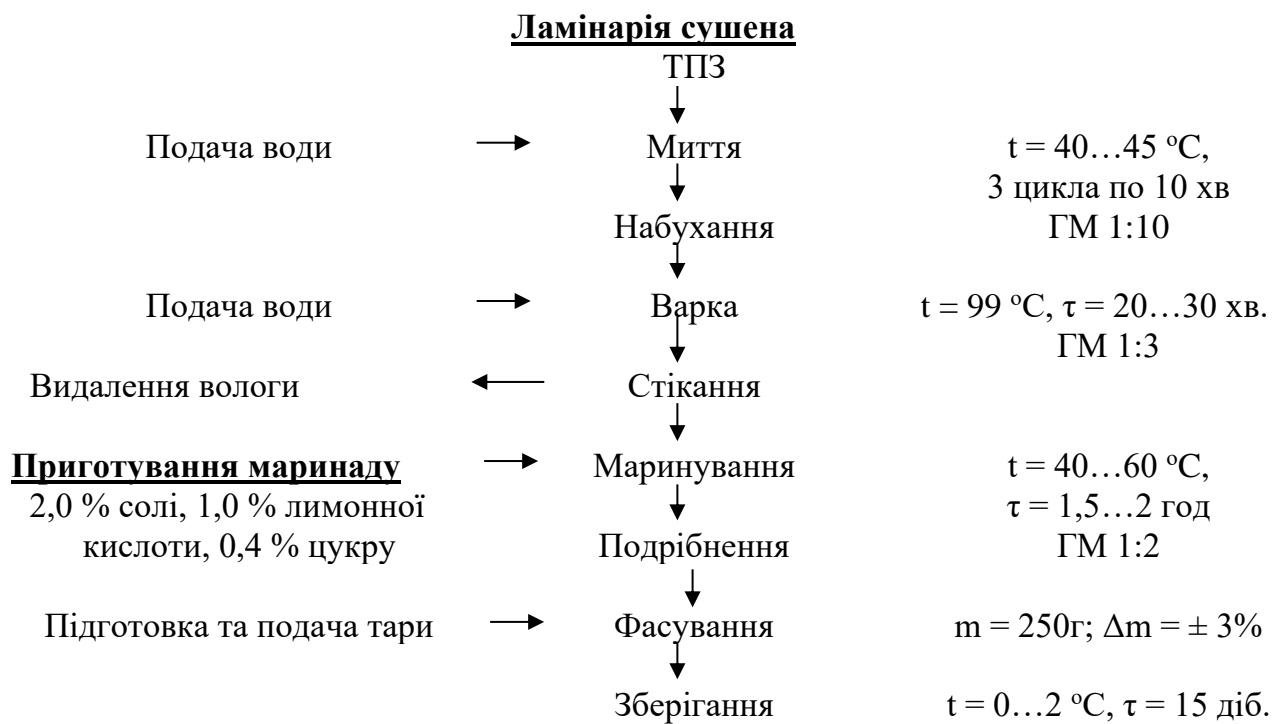 Ламінарія сушена
ТПЗ
Подача води Миття t = 40…45 °С,
3 цикла по 10 хв
Набухання ГМ 1:10
Подача води Варка t = 99 °С, τ = 20…30 хв.
ГМ 1:3
Видалення вологи Стікання
Приготування маринаду Маринування t = 40…60 °С,
2,0 % солі, 1,0 % лимонної τ = 1,5…2 год
кислоти, 0,4 % цукру Подрібнення ГМ 1:2
Підготовка та подача тари Фасування m = 250г; Δm = ± 3%
Зберігання t = 0…2 °С, τ = 15 діб.